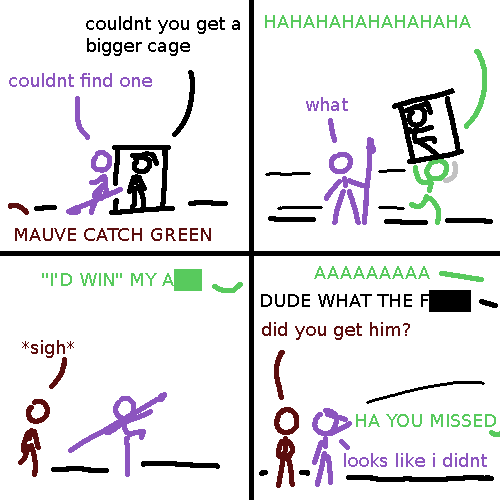 couldnt you get a
bigger cage
couldnt find one
MAUVE CATCH GREEN
HAHAHAHAHAHAHAHA
what
"I'D WIN" MY A
*sigh*
AAAAAAAAA
DUDE WHAT THE F
did you get him?
HA YOU MISSED
looks like i didnt